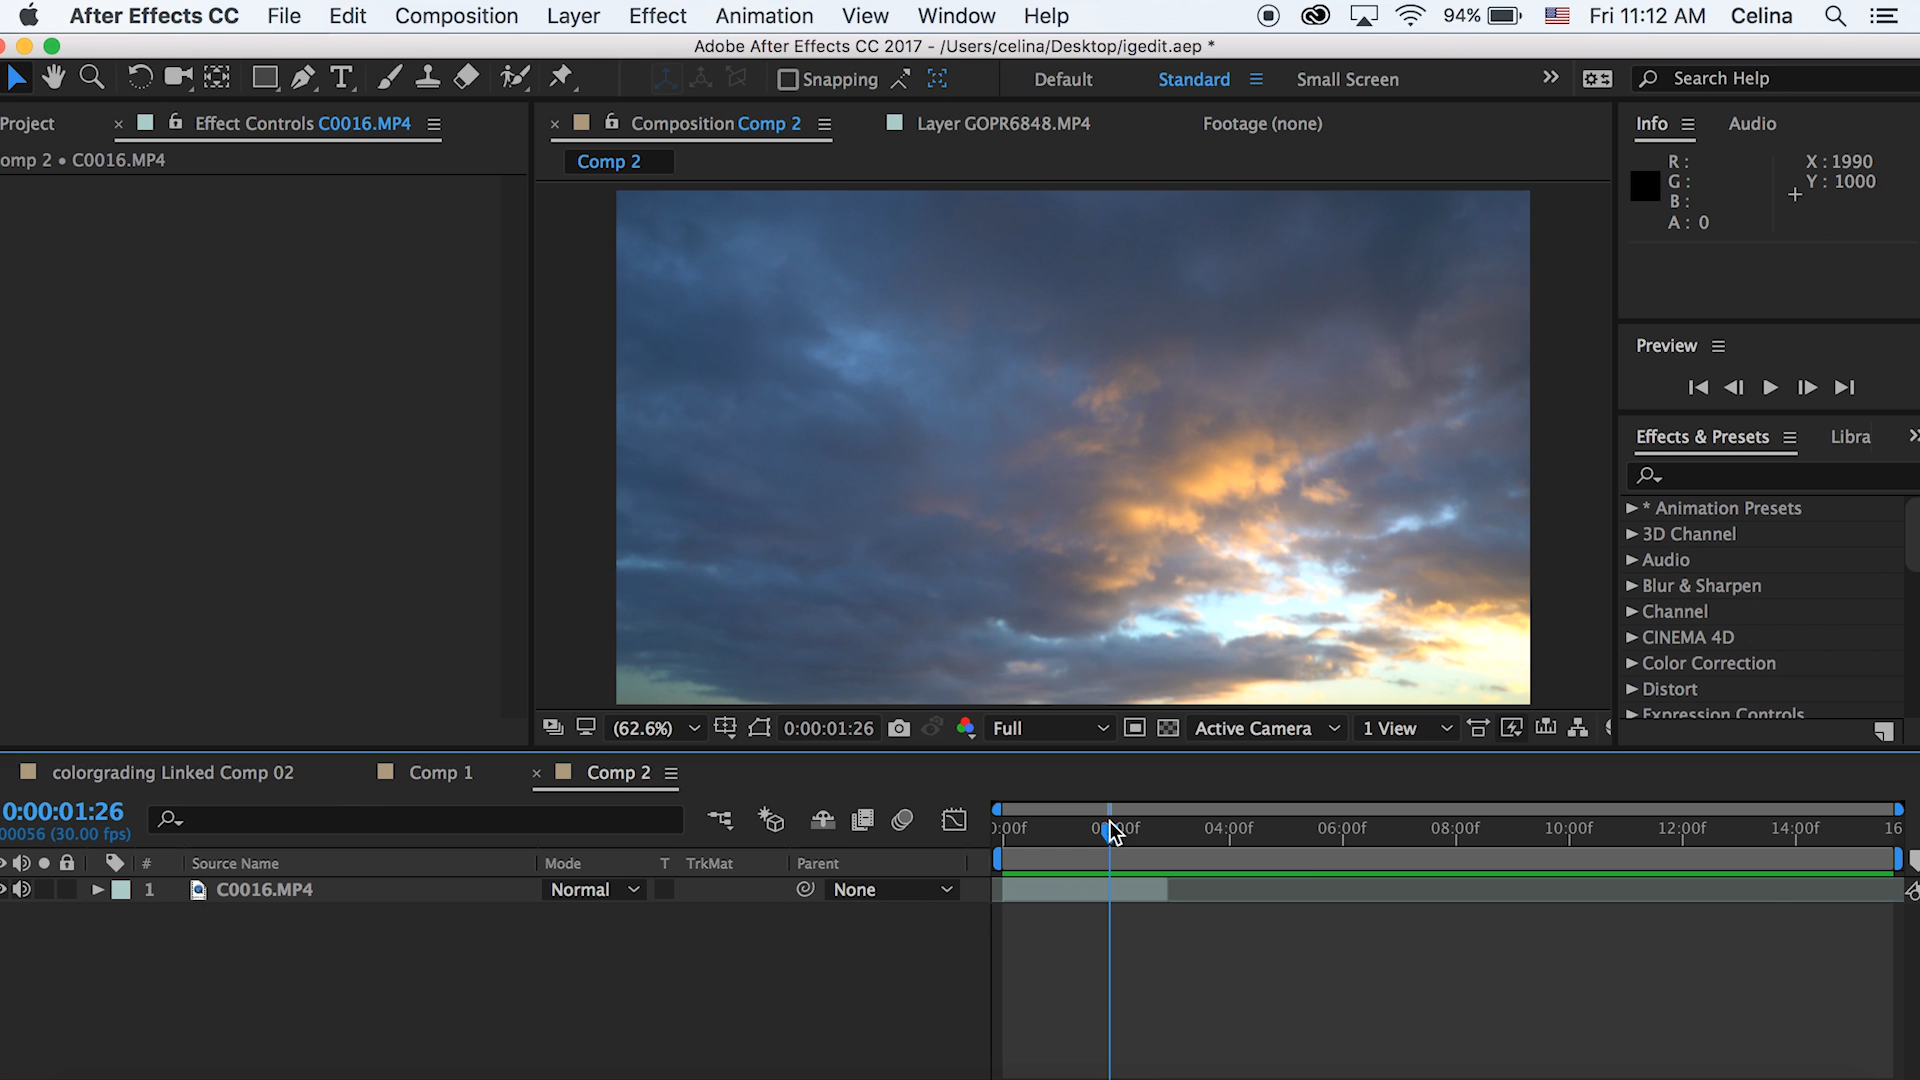 After Effects CC File Edit Composition Layer Effect Animation View Window Help 94% Fri 11:12 AM Celina
Adobe After Effects CC 2017 - /Users/celina/Desktop/igedit.aep *
Snapping Default Standard Small Screen Search Help
Project Effect Controls C0016.MP4 Composition Comp 2 Layer GOPR6848.MP4 Footage (none) Info Audio
omp 2 • C0016.MP4 Comp 2
R : X : 1990
G : Y : 1000
B :
A : 0
Preview
Effects & Presets Libra
* Animation Presets
3D Channel
Audio
Blur & Sharpen
Channel
CINEMA 4D
Color Correction
Distort
Expression Controls
(62.6%) 0:00:01:26 Full Active Camera 1 View
colorgrading Linked Comp 02 Comp 1 Comp 2
0:00:01:26
00056 (30.00 fps)
):00f 04:00f 06:00f 08:00f 10:00f 12:00f 14:00f 16
# Source Name Mode T TrkMat Parent
1 C0016.MP4 Normal None